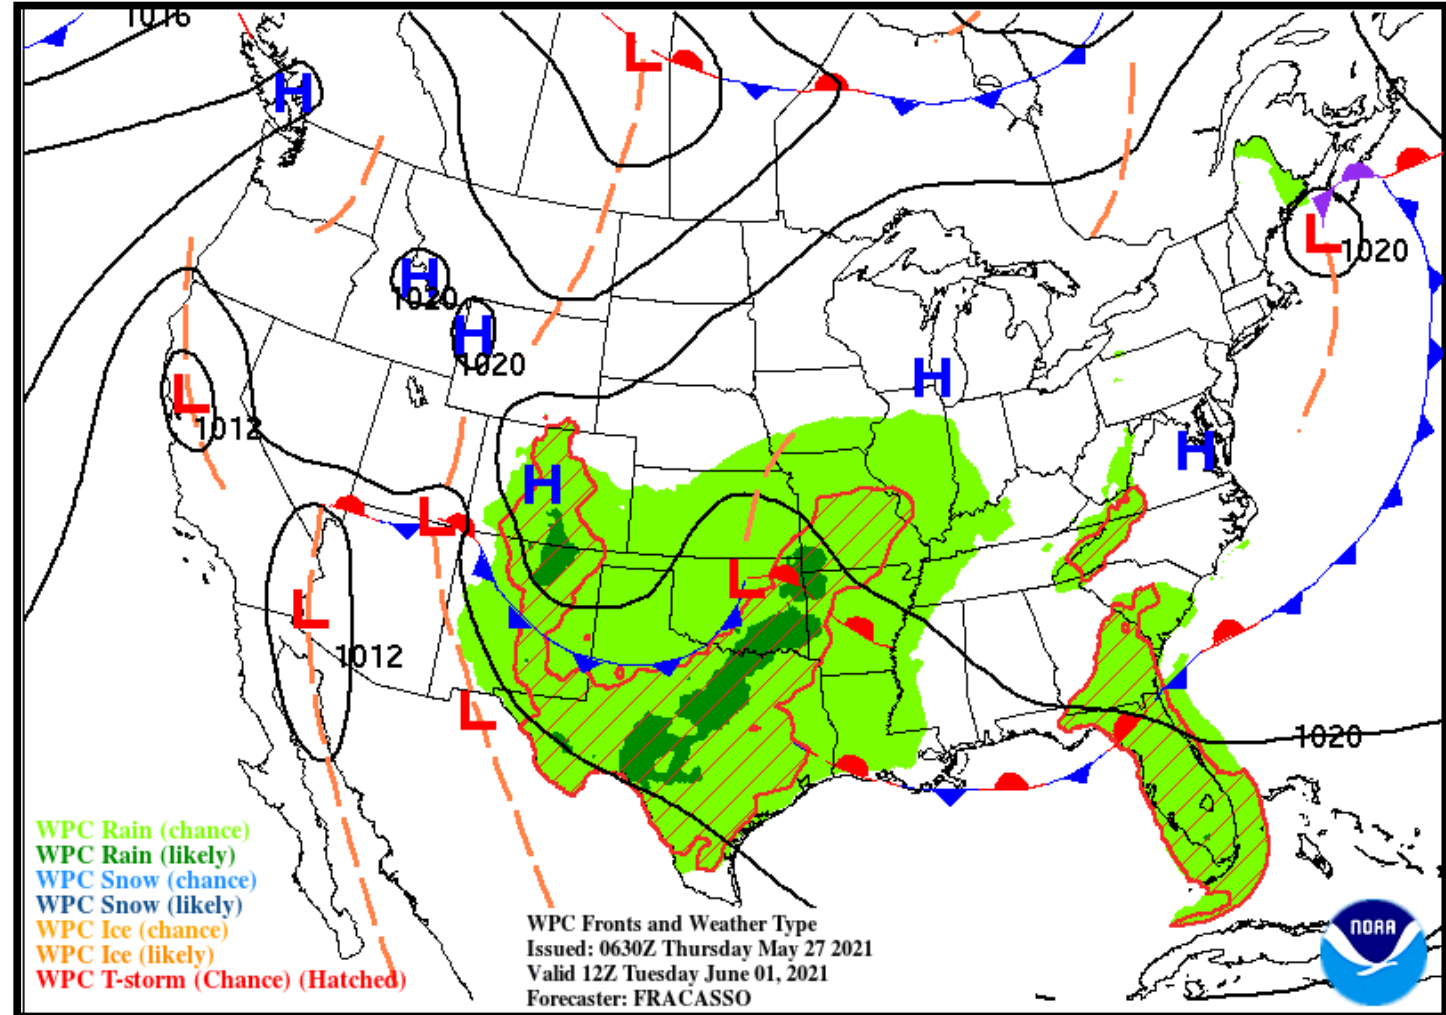 1016
H
L
H
1020
H
1020
L
1020
L
1012
H
H
H
L
L
L
1012
L
1020
WPC Rain (chance)
WPC Rain (likely)
WPC Snow (chance)
WPC Snow (likely)
WPC Ice (chance)
WPC Ice (likely)
WPC T-storm (Chance) (Hatched)
WPC Fronts and Weather Type
Issued: 0630Z Thursday May 27 2021
Valid 12Z Tuesday June 01, 2021
Forecaster: FRACASSO
NOAA